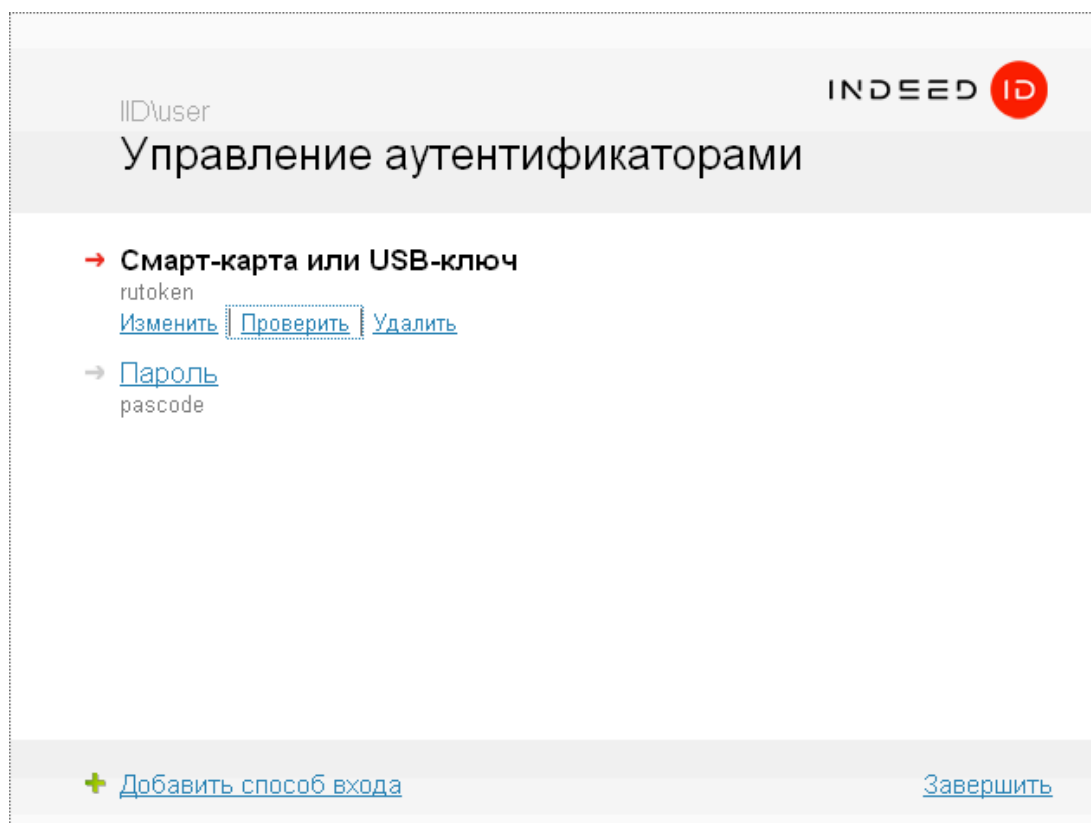 INDEED ID
IID\user
Управление аутентификаторами
Смарт-карта или USB-ключ
rutoken
Изменить Проверить Удалить
Пароль
pascode
Добавить способ входа Завершить